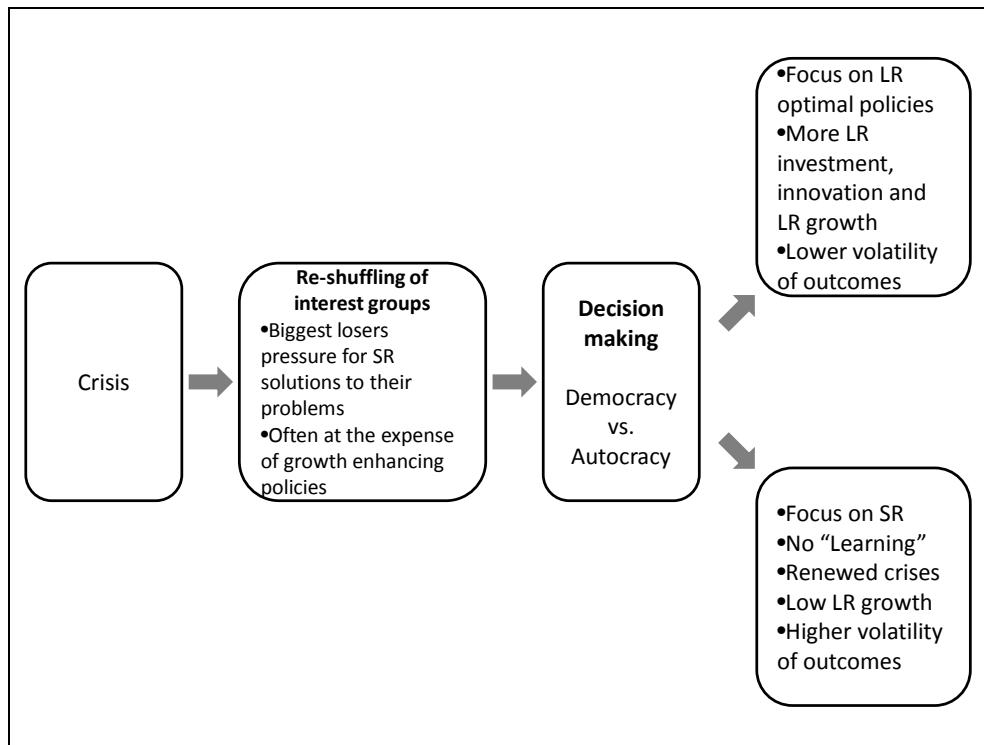 Crisis
Re-shuffling of
interest groups
•Biggest losers
pressure for SR
solutions to their
problems
•Often at the expense
of growth enhancing
policies
Decision
making
Democracy
vs.
Autocracy
•Focus on LR
optimal policies
•More LR
investment,
innovation and
LR growth
•Lower volatility
of outcomes
•Focus on SR
•No “Learning”
•Renewed crises
•Low LR growth
•Higher volatility
of outcomes